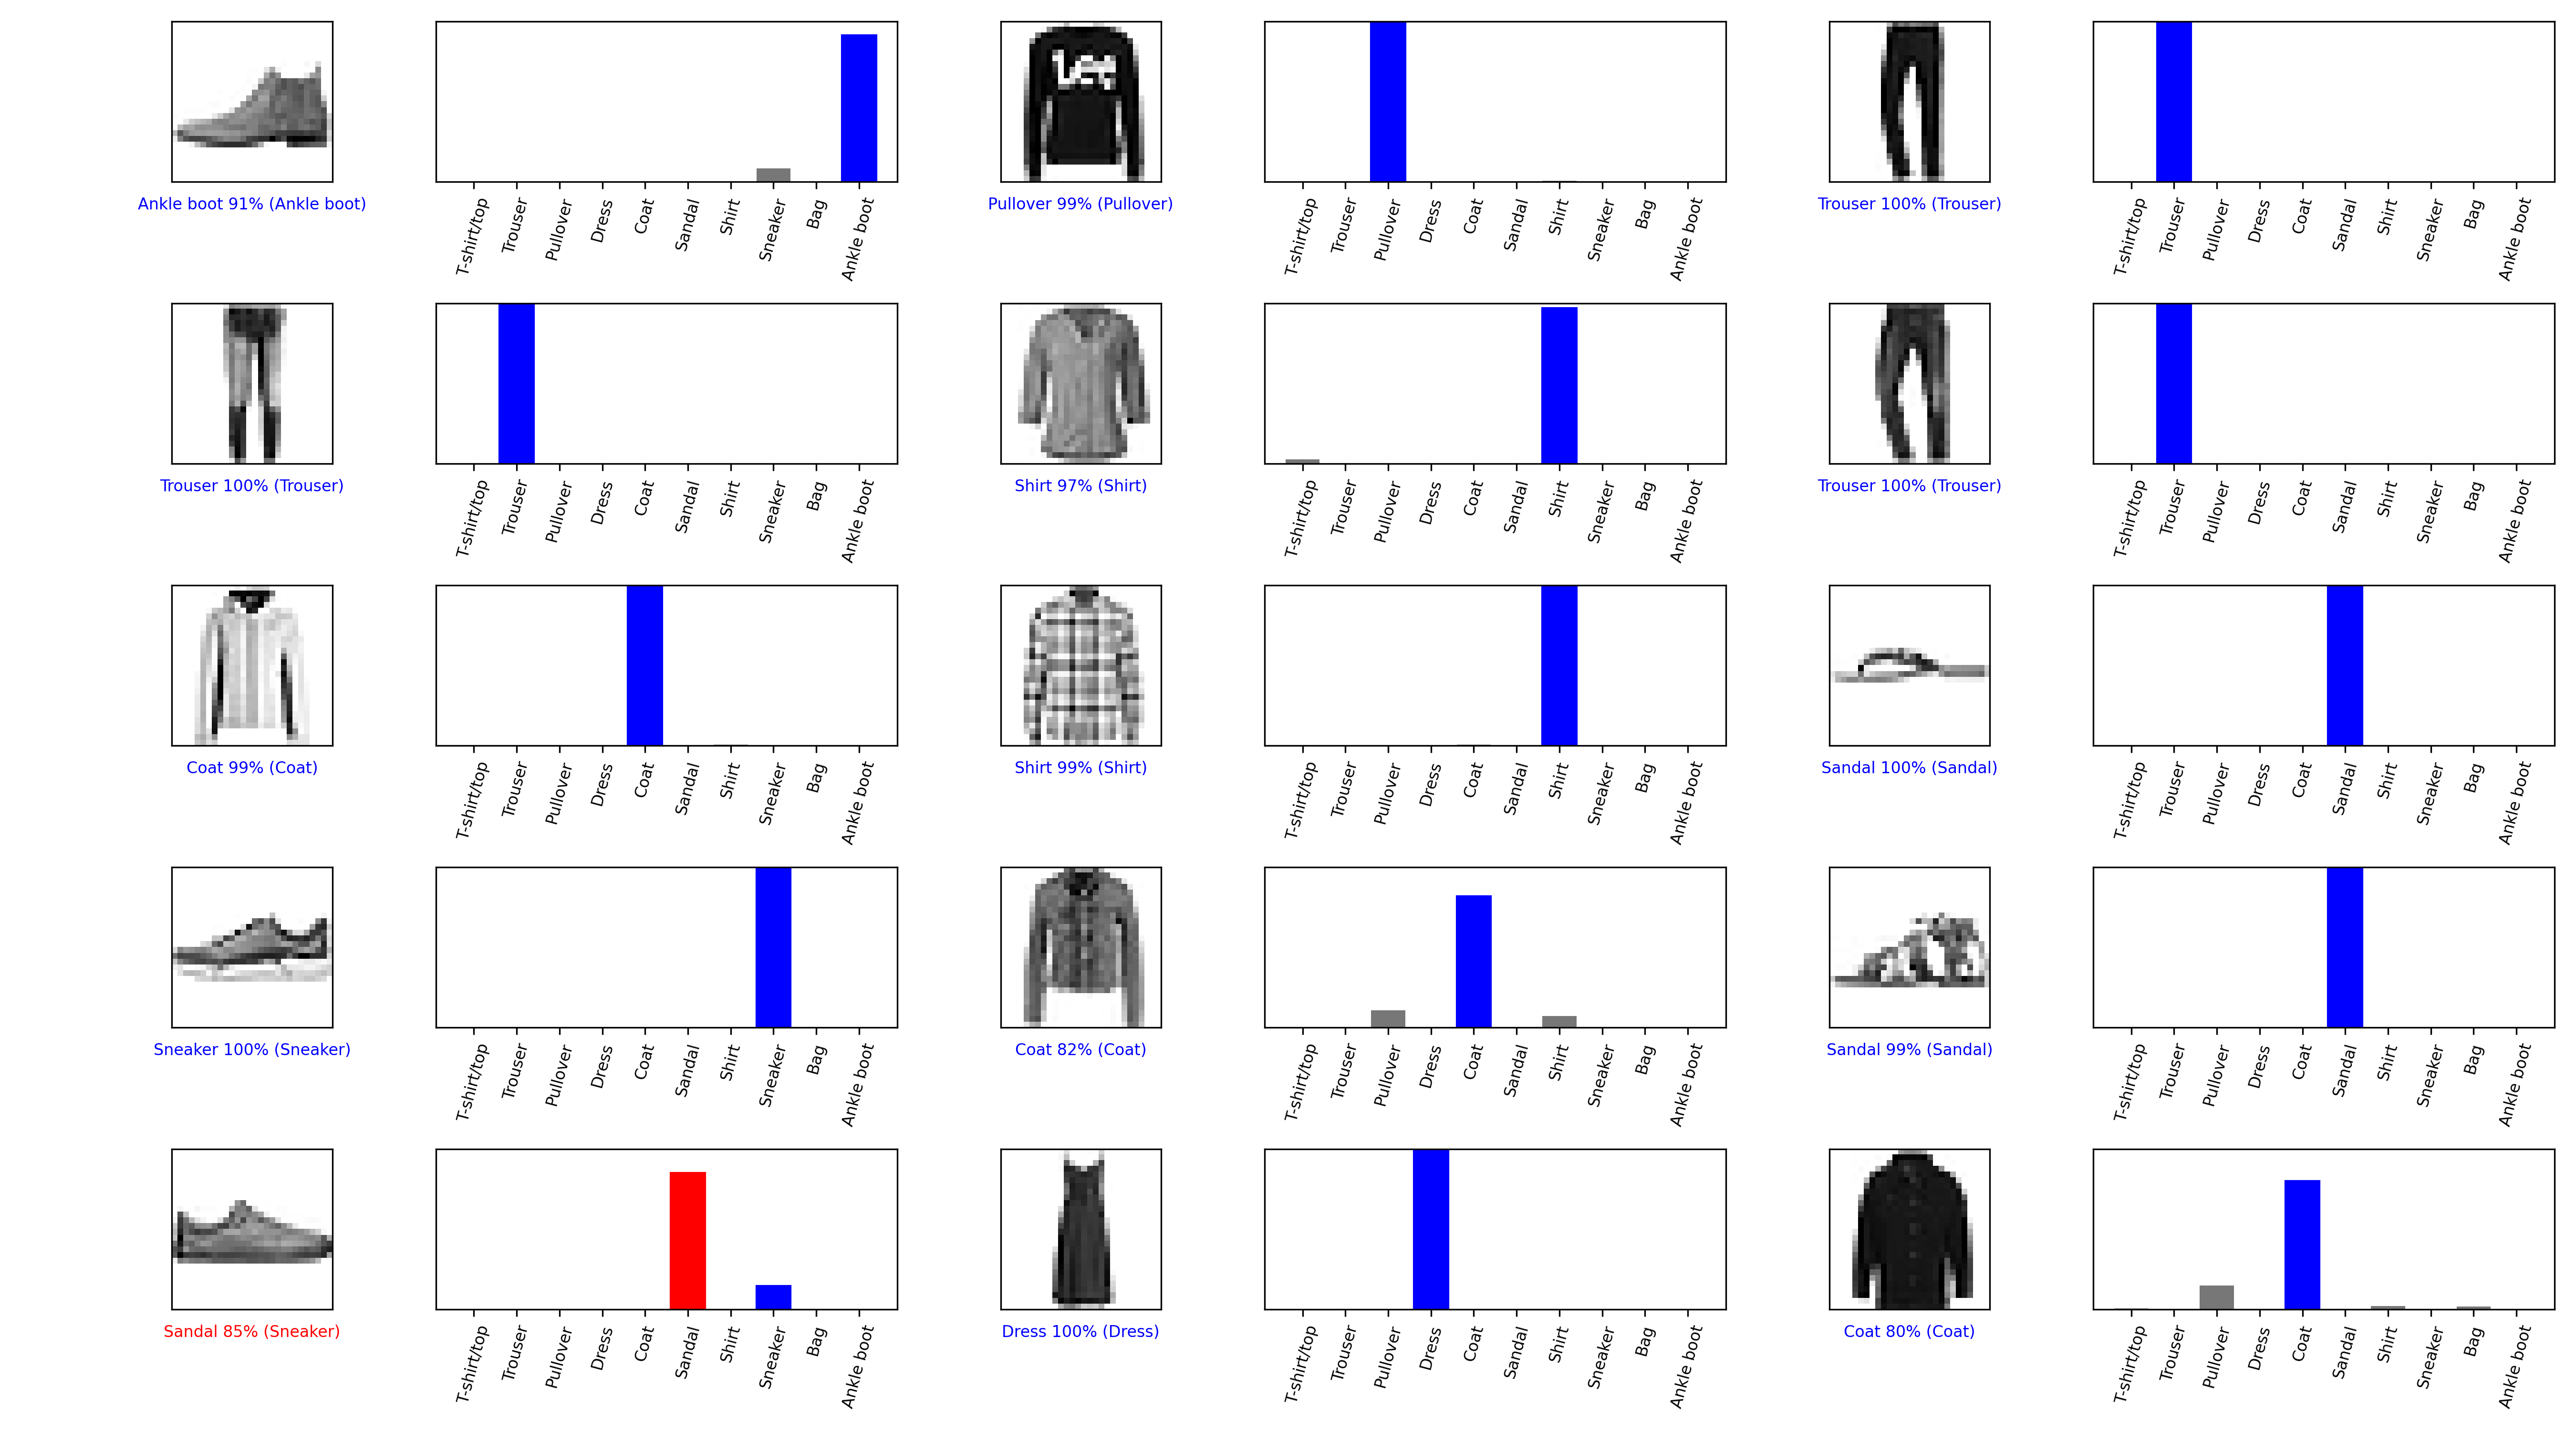 Lee
Ankle boot 91% (Ankle boot)
T-shirt/top
Trouser
Pullover
Dress
Coat
Sandal
Shirt
Sneaker
Bag
Ankle boot
Pullover 99% (Pullover)
T-shirt/top
Trouser
Pullover
Dress
Coat
Sandal
Shirt
Sneaker
Bag
Ankle boot
Trouser 100% (Trouser)
T-shirt/top
Trouser
Pullover
Dress
Coat
Sandal
Shirt
Sneaker
Bag
Ankle boot
Trouser 100% (Trouser)
T-shirt/top
Trouser
Pullover
Dress
Coat
Sandal
Shirt
Sneaker
Bag
Ankle boot
Shirt 97% (Shirt)
T-shirt/top
Trouser
Pullover
Dress
Coat
Sandal
Shirt
Sneaker
Bag
Ankle boot
Trouser 100% (Trouser)
T-shirt/top
Trouser
Pullover
Dress
Coat
Sandal
Shirt
Sneaker
Bag
Ankle boot
Coat 99% (Coat)
T-shirt/top
Trouser
Pullover
Dress
Coat
Sandal
Shirt
Sneaker
Bag
Ankle boot
Shirt 99% (Shirt)
T-shirt/top
Trouser
Pullover
Dress
Coat
Sandal
Shirt
Sneaker
Bag
Ankle boot
Sandal 100% (Sandal)
T-shirt/top
Trouser
Pullover
Dress
Coat
Sandal
Shirt
Sneaker
Bag
Ankle boot
Sneaker 100% (Sneaker)
T-shirt/top
Trouser
Pullover
Dress
Coat
Sandal
Shirt
Sneaker
Bag
Ankle boot
Coat 82% (Coat)
T-shirt/top
Trouser
Pullover
Dress
Coat
Sandal
Shirt
Sneaker
Bag
Ankle boot
Sandal 99% (Sandal)
T-shirt/top
Trouser
Pullover
Dress
Coat
Sandal
Shirt
Sneaker
Bag
Ankle boot
Sandal 85% (Sneaker)
T-shirt/top
Trouser
Pullover
Dress
Coat
Sandal
Shirt
Sneaker
Bag
Ankle boot
Dress 100% (Dress)
T-shirt/top
Trouser
Pullover
Dress
Coat
Sandal
Shirt
Sneaker
Bag
Ankle boot
Coat 80% (Coat)
T-shirt/top
Trouser
Pullover
Dress
Coat
Sandal
Shirt
Sneaker
Bag
Ankle boot